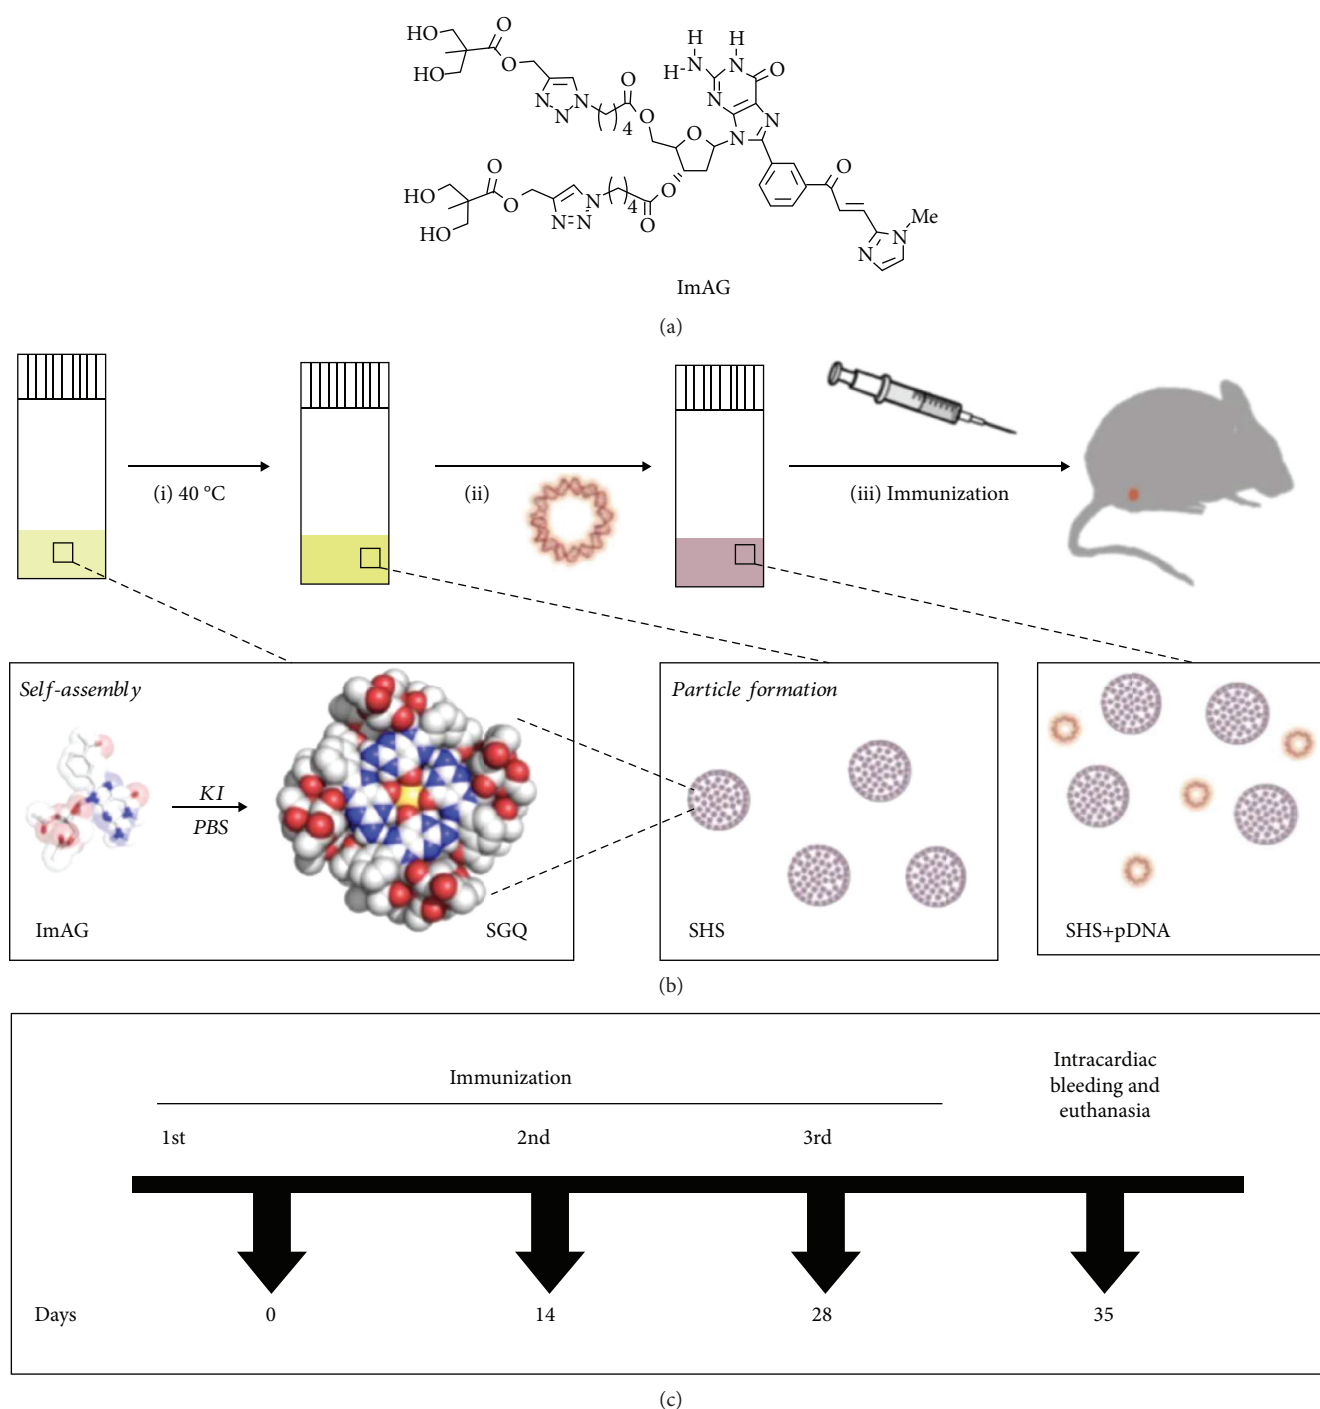 HO
HO
O
O
N
N
N
4
O
O
H
H
N
H
N
N
N
O
N
N
O
O
HO
HO
O
O
N
N
N
4
O
O
O
N
N
Me
ImAG
(a)
(i) 40 °C
(ii)
(iii) Immunization
Self-assembly
KI
PBS
ImAG
SGQ
Particle formation
SHS
SHS+pDNA
(b)
Immunization
Intracardiac
bleeding and
euthanasia
1st
2nd
3rd
Days
0
14
28
35
(c)